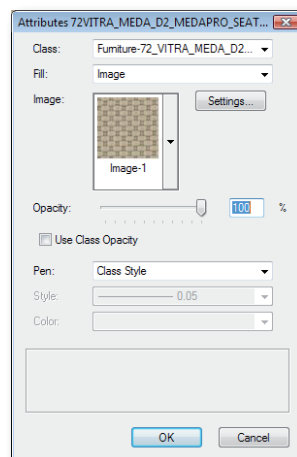 Attributes 72VITRA_MEDA_D2_MEDAPRO_SEAT...
Class: Furniture-72_VITRA_MEDA_D2...
Fill: Image
Image: Settings...
Image-1
Opacity: 100 %
Use Class Opacity
Pen: Class Style
Style: 0.05
Color:
OK Cancel